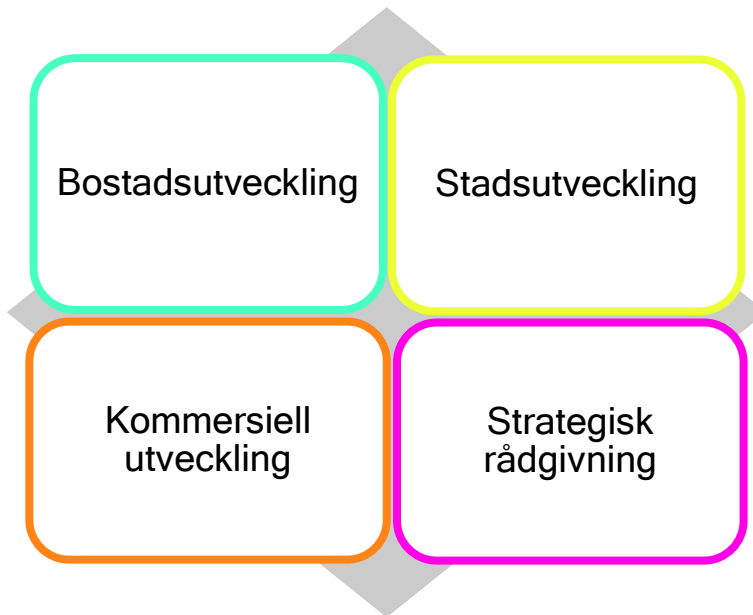 Bostadsutveckling
Stadsutveckling
Kommersiell
utveckling
Strategisk
rådgivning